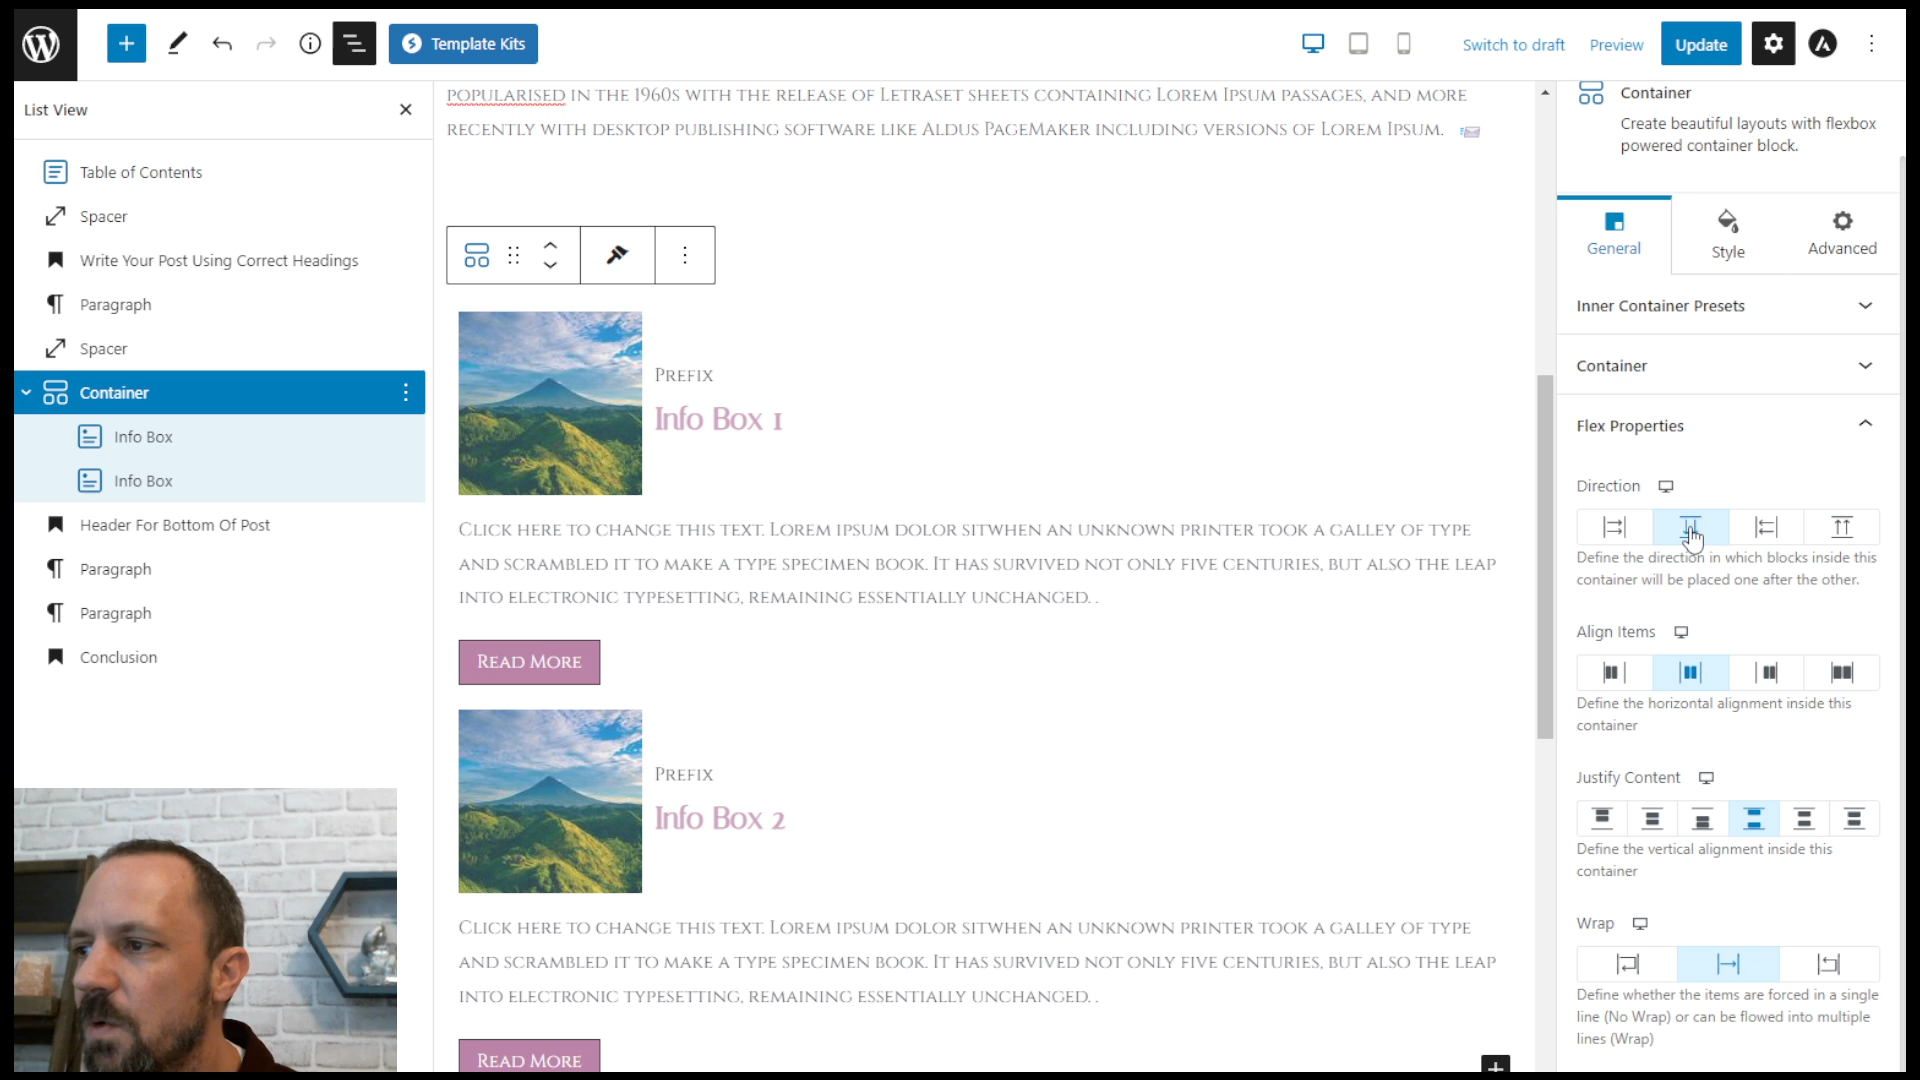 Template Kits
Switch to draft
Preview
Update
List View
Table of Contents
Spacer
Write Your Post Using Correct Headings
Paragraph
Spacer
Container
Info Box
Info Box
Header For Bottom Of Post
Paragraph
Paragraph
Conclusion
popularised in the 1960s with the release of Letraset sheets containing Lorem Ipsum passages, and more
recently with desktop publishing software like Aldus PageMaker including versions of Lorem Ipsum.
Prefix
Info Box 1
Click here to change this text. Lorem ipsum dolor sitwhen an unknown printer took a galley of type
and scrambled it to make a type specimen book. It has survived not only five centuries, but also the leap
into electronic typesetting, remaining essentially unchanged. .
Read More
Prefix
Info Box 2
Click here to change this text. Lorem ipsum dolor sitwhen an unknown printer took a galley of type
and scrambled it to make a type specimen book. It has survived not only five centuries, but also the leap
into electronic typesetting, remaining essentially unchanged. .
Read More
Container
Create beautiful layouts with flexbox
powered container block.
General
Style
Advanced
Inner Container Presets
Container
Flex Properties
Direction
Define the direction in which blocks inside this
container will be placed one after the other.
Align Items
Define the horizontal alignment inside this
container
Justify Content
Define the vertical alignment inside this
container
Wrap
Define whether the items are forced in a single
line (No Wrap) or can be flowed into multiple
lines (Wrap)